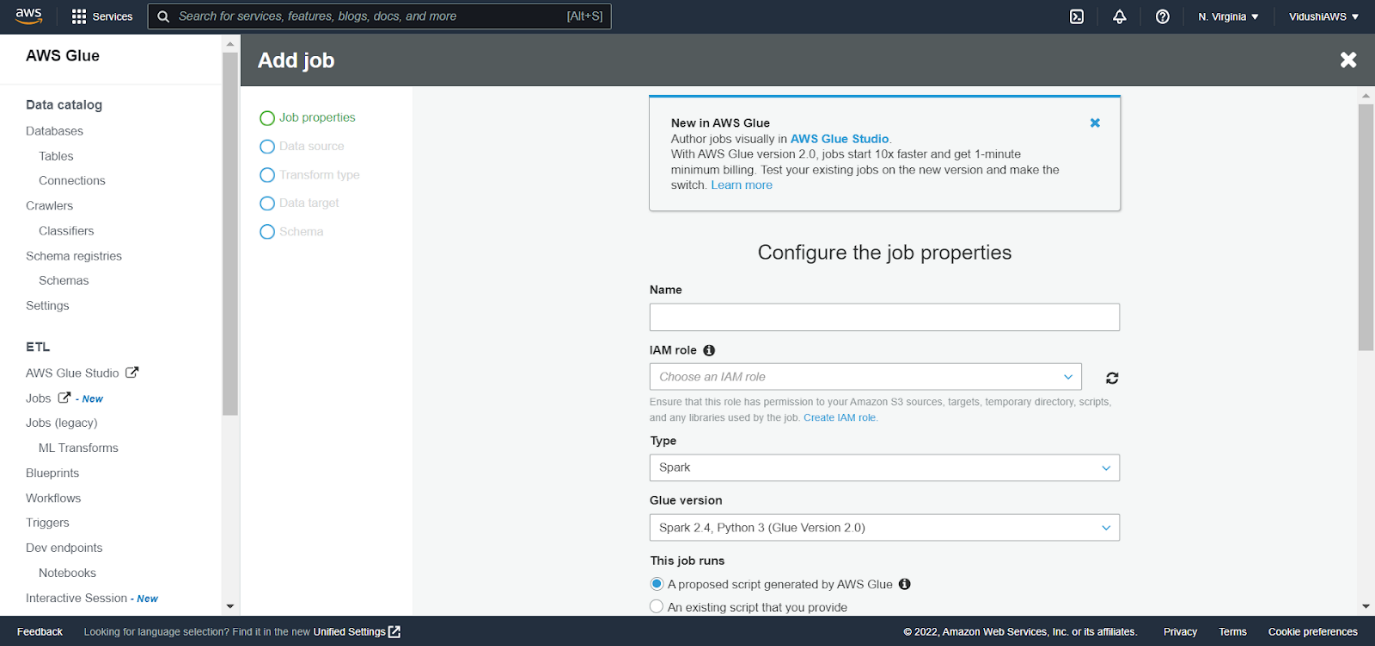 aws
Services
Search for services, features, blogs, docs, and more [Alt+S]
N. Virginia
VidushiAWS
AWS Glue
Data catalog
Databases
Tables
Connections
Crawlers
Classifiers
Schema registries
Schemas
Settings
ETL
AWS Glue Studio
Jobs - New
Jobs (legacy)
ML Transforms
Blueprints
Workflows
Triggers
Dev endpoints
Notebooks
Interactive Session - New
Add job
Job properties
Data source
Transform type
Data target
Schema
New in AWS Glue
Author jobs visually in AWS Glue Studio.
With AWS Glue version 2.0, jobs start 10x faster and get 1-minute
minimum billing. Test your existing jobs on the new version and make the
switch. Learn more
Configure the job properties
Name
IAM role
Choose an IAM role
Ensure that this role has permission to your Amazon S3 sources, targets, temporary directory, scripts,
and any libraries used by the job. Create IAM role.
Type
Spark
Glue version
Spark 2.4, Python 3 (Glue Version 2.0)
This job runs
A proposed script generated by AWS Glue
An existing script that you provide
Feedback
Looking for language selection? Find it in the new Unified Settings
© 2022, Amazon Web Services, Inc. or its affiliates.
Privacy
Terms
Cookie preferences